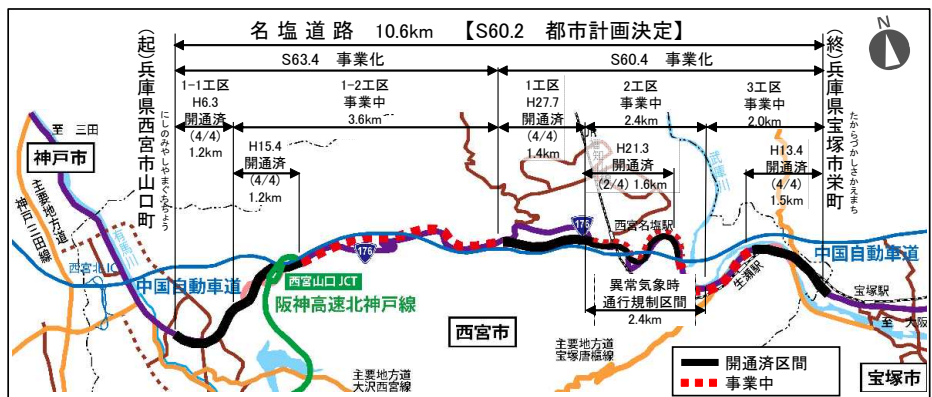 名塩道路 10.6km 【S60.2 都市計画決定】
S63.4 事業化
S60.4 事業化
(起)兵庫県西宮市山口町
にしのみやしやまぐちちょう
1-1工区
H6.3
開通済
(4/4)
1.2km
1-2工区
事業中
3.6km
H15.4
開通済
(4/4)
1.2km
1工区
H27.7
開通済
(4/4)
1.4km
2工区
事業中
2.4km
H21.3
開通済
(2/4) 1.6km
3工区
事業中
2.0km
H13.4
開通済
(4/4)
1.5km
(終)兵庫県宝塚市栄町
たからづかしさかえまち
N
至 三田
神戸市
主要地方道
神戸三田線
有馬川
西宮北IC
中国自動車道
176
西宮山口JCT
阪神高速北神戸線
西宮市
主要地方道
大沢西宮線
176
西宮名塩駅
武庫川
異常気象時
通行規制区間
2.4km
主要地方道
宝塚唐櫃線
生瀬駅
中国自動車道
宝塚駅
至 大阪
宝塚市
開通済区間
事業中